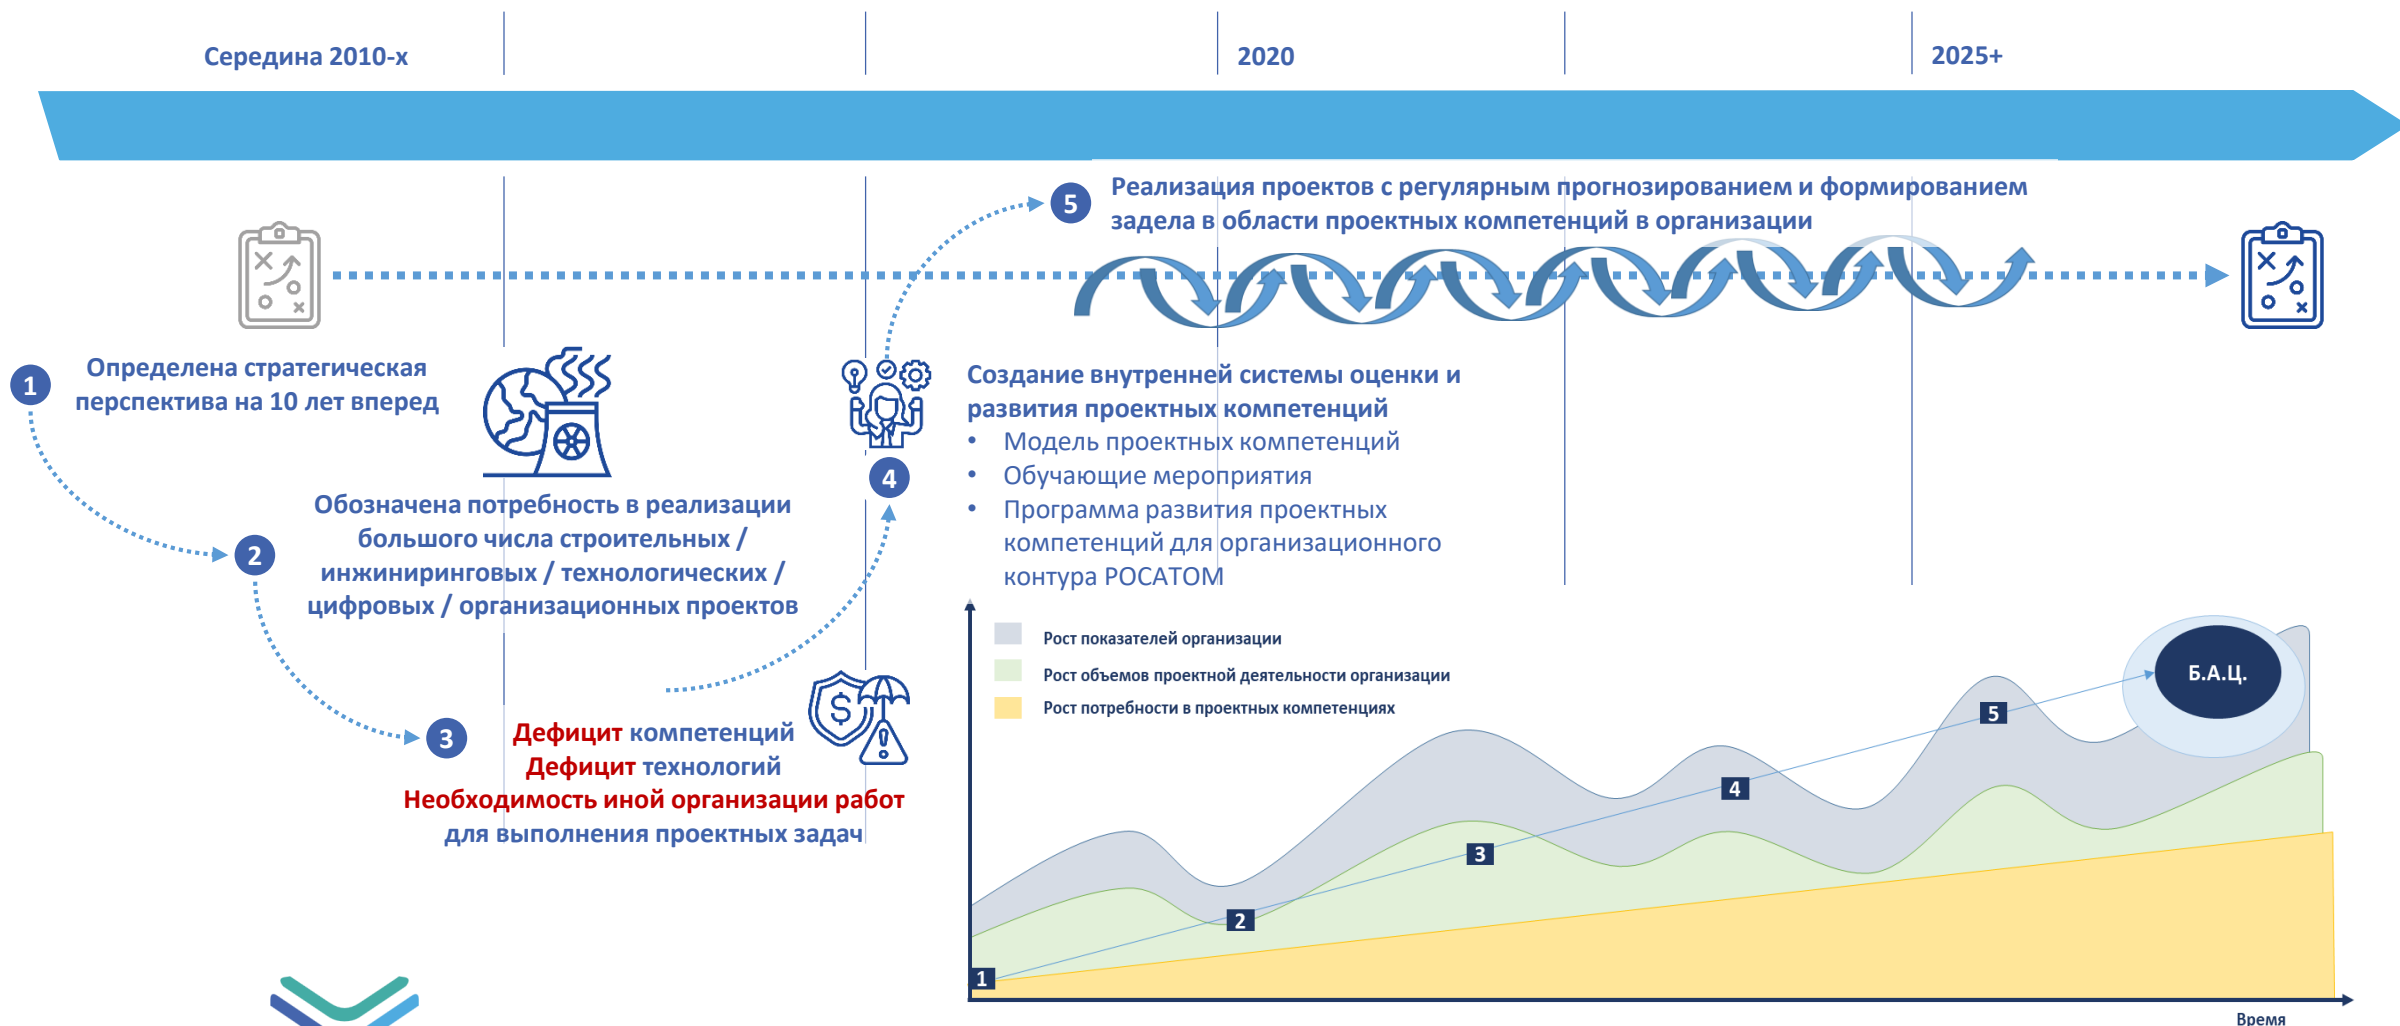 Середина 2010-х
2020
2025+
5
Реализация проектов с регулярным прогнозированием и формированием
задела в области проектных компетенций в организации
1
Определена стратегическая
перспектива на 10 лет вперед
2
Обозначена потребность в реализации
большого числа строительных /
инжиниринговых / технологических /
цифровых / организационных проектов
3
Дефицит компетенций
Дефицит технологий
Необходимость иной организации работ
для выполнения проектных задач
$
!
4
Создание внутренней системы оценки и
развития проектных компетенций
• Модель проектных компетенций
• Обучающие мероприятия
• Программа развития проектных
компетенций для организационного
контура РОСАТОМ
Рост показателей организации
Рост объемов проектной деятельности организации
Рост потребности в проектных компетенциях
Б.А.Ц.
5
4
3
2
1
Время